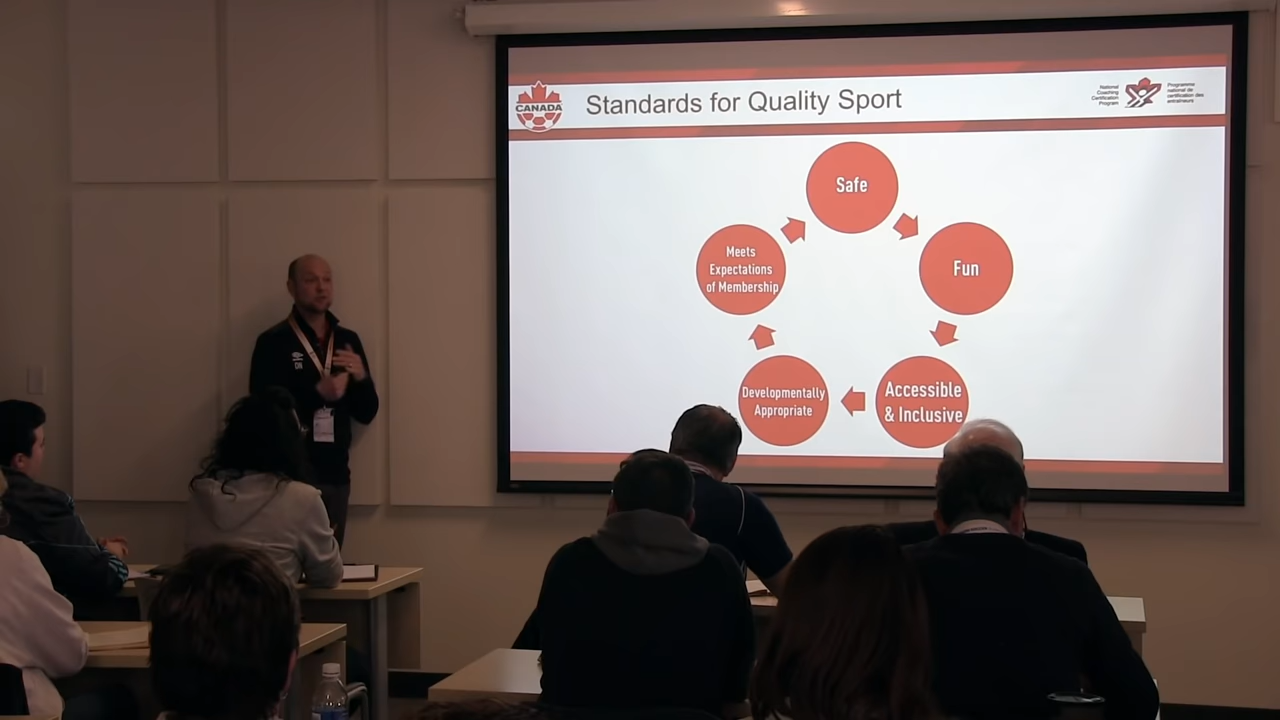 CANADA
Standards for Quality Sport
National
Coaching
Certification
Program
Programme
national de
certification des
entraîneurs
Safe
Fun
Accessible
& Inclusive
Developmentally
Appropriate
Meets
Expectations
of Membership